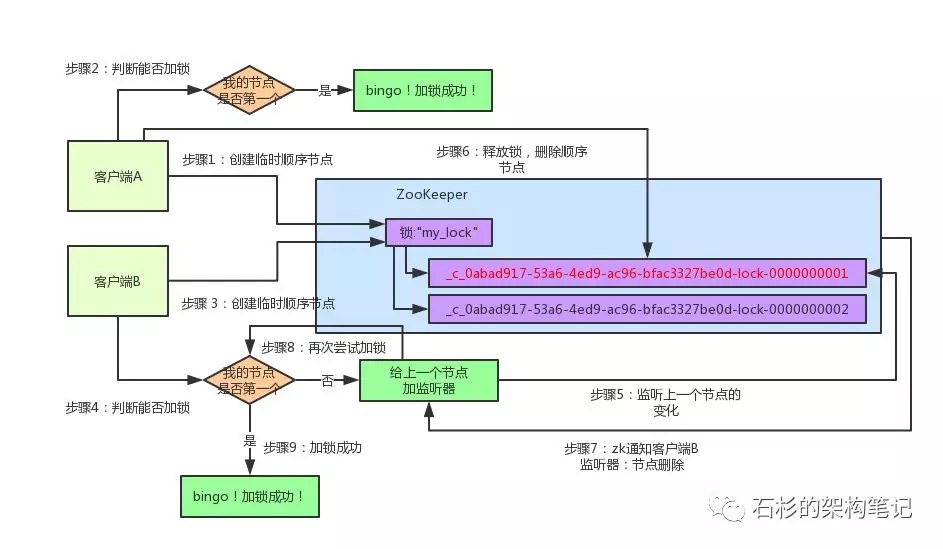 步骤2：判断能否加锁
我的节点
是否第一个
是
bingo！加锁成功！
客户端A
步骤1：创建临时顺序节点
步骤6：释放锁，删除顺序
节点
ZooKeeper
锁:"my_lock"
_c_0abad917-53a6-4ed9-ac96-bfac3327be0d-lock-0000000001
_c_0abad917-53a6-4ed9-ac96-bfac3327be0d-lock-0000000002
客户端B
步骤 3：创建临时顺序节点
步骤8：再次尝试加锁
我的节点
是否第一个
否
给上一个节点
加监听器
步骤5：监听上一个节点的
变化
步骤4：判断能否加锁
是
步骤9：加锁成功
步骤7：zk通知客户端B
监听器：节点删除
bingo！加锁成功！
石杉的架构笔记